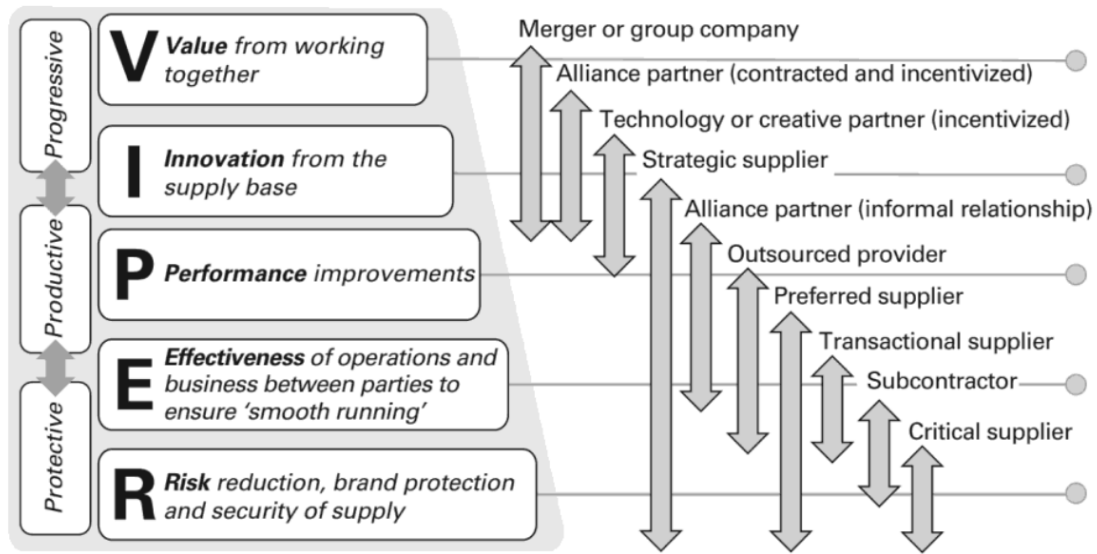 Progressive
Productive
Protective
V Value from working
together
I Innovation from the
supply base
P Performance improvements
E Effectiveness of operations and
business between parties to
ensure ‘smooth running’
R Risk reduction, brand protection
and security of supply
Merger or group company
Alliance partner (contracted and incentivized)
Technology or creative partner (incentivized)
Strategic supplier
Alliance partner (informal relationship)
Outsourced provider
Preferred supplier
Transactional supplier
Subcontractor
Critical supplier